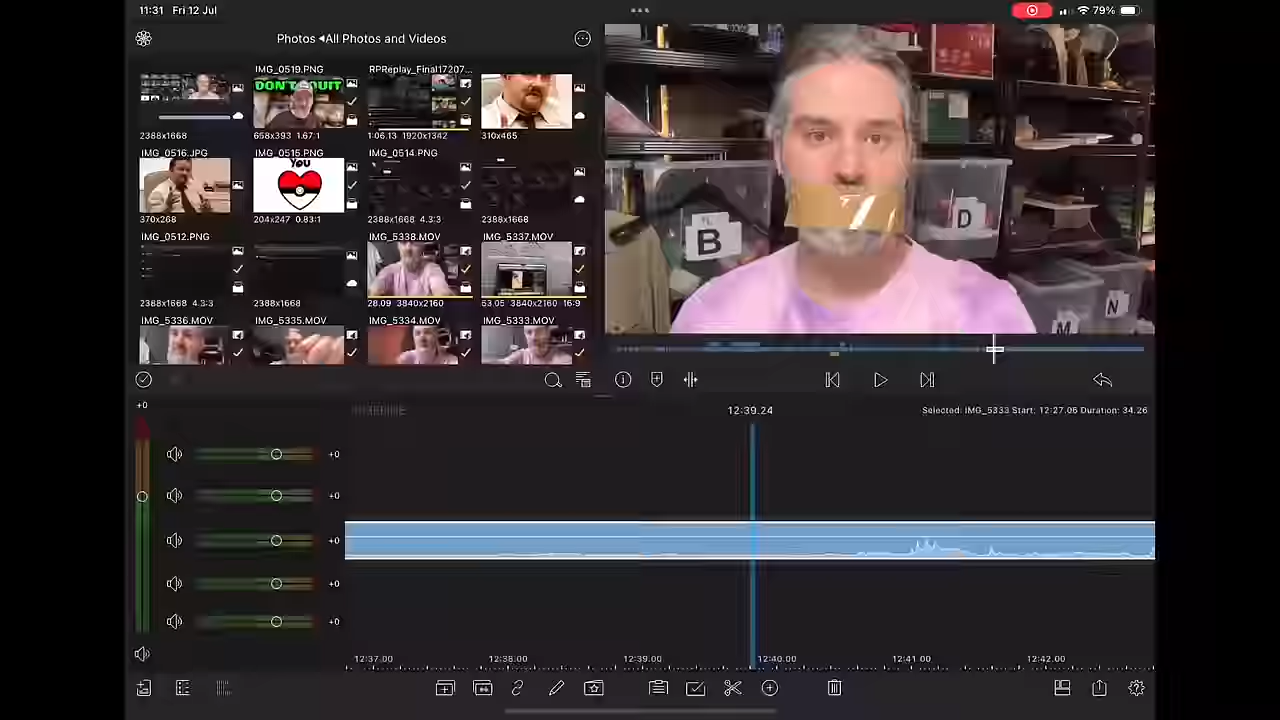 11:31 Fri 12 Jul
79%
Photos ◂All Photos and Videos
IMG_0519.PNG
RPReplay_Final17207...
DON'T QUIT
2388x1668
658x393 1.67:1
1:06.13 1920x1342
310x465
IMG_0516.JPG
IMG_0515.PNG
IMG_0514.PNG
YOU
370x268
204x247 0.83:1
2388x1668 4.3:3
2388x1668
IMG_0512.PNG
IMG_5338.MOV
IMG_5337.MOV
2388x1668 4.3:3
2388x1668
28.09 3840x2160
53.05 3840x2160 16:9
IMG_5336.MOV
IMG_5335.MOV
IMG_5334.MOV
IMG_5333.MOV
B
D
N
M
+0
12:39.24
Selected: IMG_5333 Start: 12:27.06 Duration: 34.26
+0
+0
+0
+0
+0
12:37.00
12:38.00
12:39.00
12:40.00
12:41.00
12:42.00